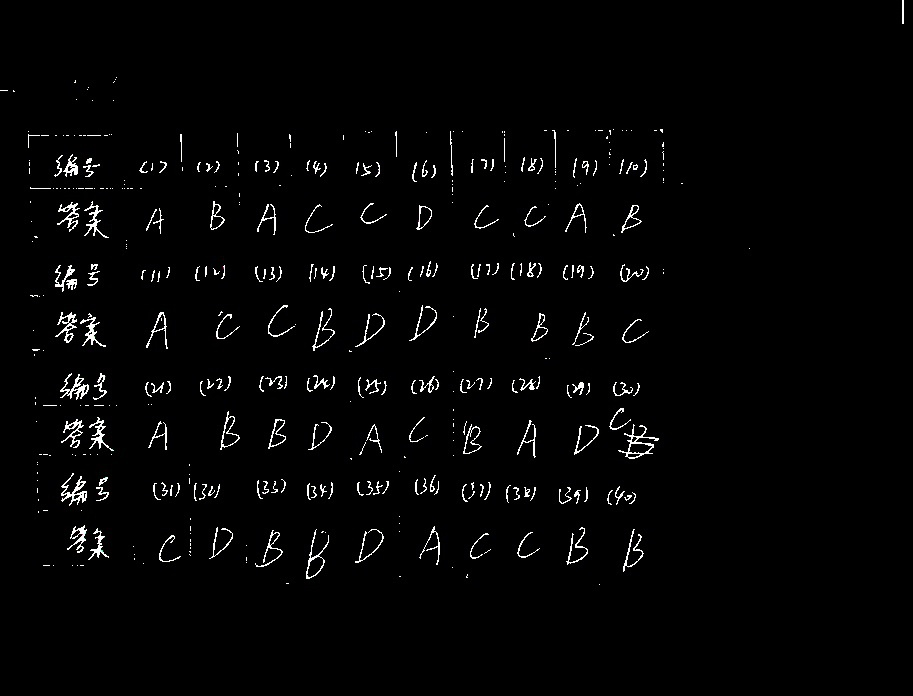 编号 (1) (2) (3) (4) (5) (6) (7) (8) (9) (10)
答案 A B A C C D C C A B
编号 (11) (12) (13) (14) (15) (16) (17) (18) (19) (20)
答案 A C C B D D B B B C
编号 (21) (22) (23) (24) (25) (26) (27) (28) (29) (30)
答案 A B B D A C B A D C
编号 (31) (32) (33) (34) (35) (36) (37) (38) (39) (40)
答案 C D B B D A C C B B